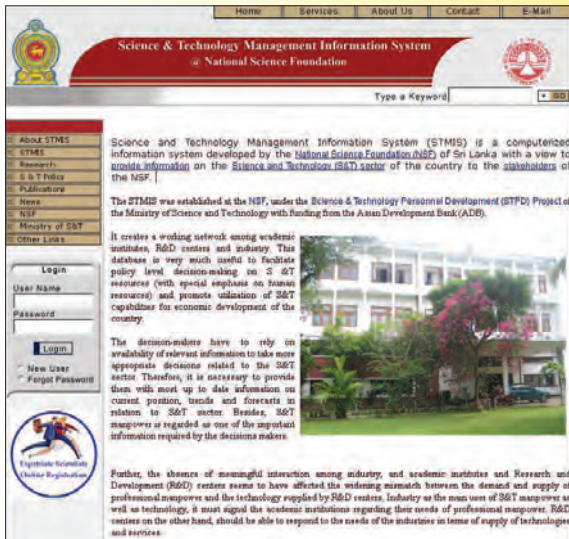 Home Services About Us Contact E-Mail
Science & Technology Management Information System
@ National Science Foundation
Type a Keyword GO
About STMIS
STMIS
Research
S & T Policy
Publications
News
NSF
Ministry of S&T
Other Links
Login
User Name
Password
Login
New User
Forgot Password
Expatriate Scientists
Online Registration
Science and Technology Management Information System (STMIS) is a computerized
information system developed by the National Science Foundation (NSF) of Sri Lanka with a view to
provide information on the Science and Technology (S&T) sector of the country to the stakeholders of
the NSF.
The STMIS was established at the NSF, under the Science & Technology Personnel Development (STPD) Project of
the Ministry of Science and Technology with funding from the Asian Development Bank (ADB).
It creates a working network among academic
institutes, R&D centers and industry. This
database is very much useful to facilitate
policy level decision-making on S &T
resources (with special emphasis on human
resources) and promote utilization of S&T
capabilities for economic development of the
country.
The decision-makers have to rely on
availability of relevant information to take more
appropriate decisions related to the S&T
sector. Therefore, it is necessary to provide
them with most up to date information on
current position, trends and forecasts in
relation to S&T sector. Besides, S&T
manpower is regarded as one of the important
information required by the decisions makers.
Further, the absence of meaningful interaction among industry, and academic institutes and Research and
Development (R&D) centers seems to have affected the widening mismatch between the demand and supply of
professional manpower and the technology supplied by R&D centers. Industry as the main user of S&T manpower as
well as technology, it must signal the academic institutions regarding their needs of professional manpower. R&D
centers on the other hand, should be able to respond to the needs of the industries in terms of supply of technologies
and services.